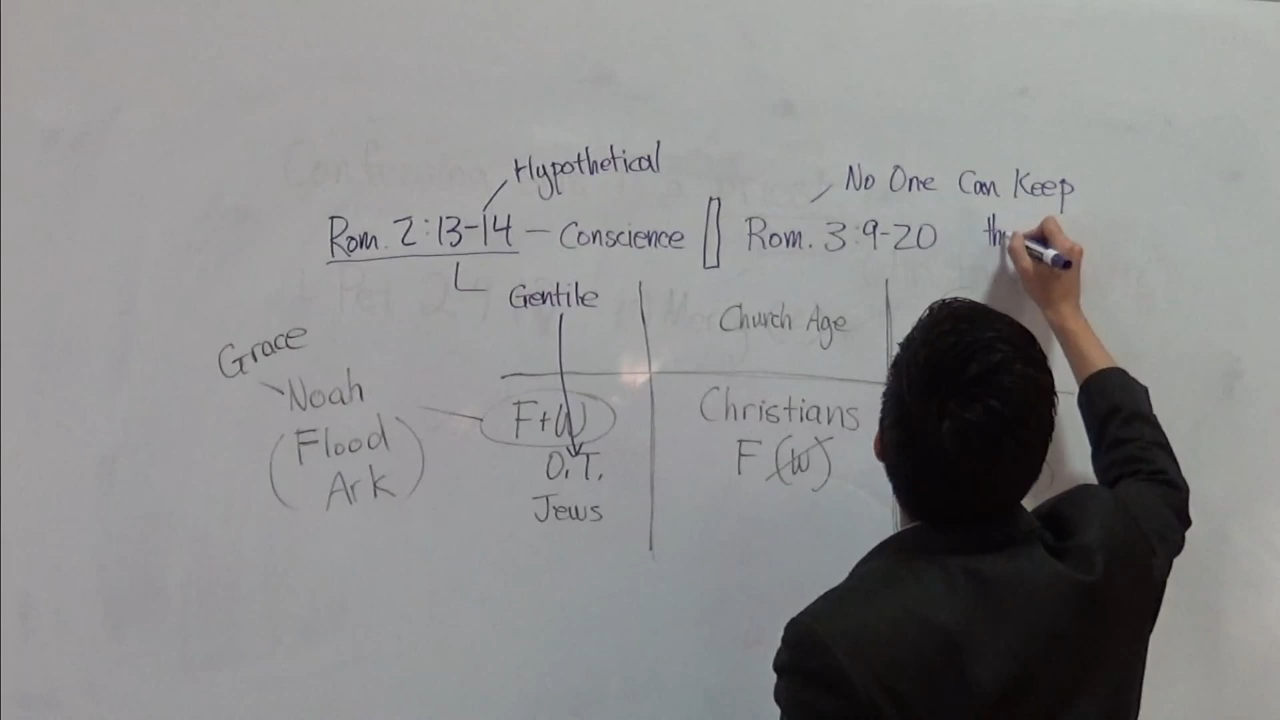 Hypothetical
No One Can Keep
Rom. 2:13-14 - Conscience
Rom. 3:9-20
Gentile
Church Age
Grace
Noah
(Flood
Ark)
F+W
O.T.
Jews
Christians
F (W)